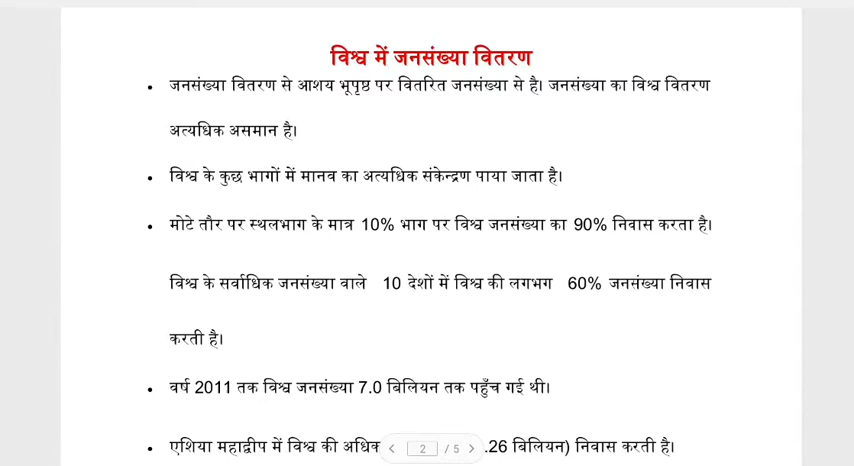 विश्व में जनसंख्या वितरण
• जनसंख्या वितरण से आशय भूपृष्ठ पर वितरित जनसंख्या से है। जनसंख्या का विश्व वितरण
अत्यधिक असमान है।
• विश्व के कुछ भागों में मानव का अत्यधिक संकेन्द्रण पाया जाता है।
• मोटे तौर पर स्थलभाग के मात्र 10% भाग पर विश्व जनसंख्या का 90% निवास करता है।
विश्व के सर्वाधिक जनसंख्या वाले 10 देशों में विश्व की लगभग 60% जनसंख्या निवास
करती है।
• वर्ष 2011 तक विश्व जनसंख्या 7.0 बिलियन तक पहुँच गई थी।
• एशिया महाद्वीप में विश्व की अधिक .26 बिलियन) निवास करती है।
2 / 5